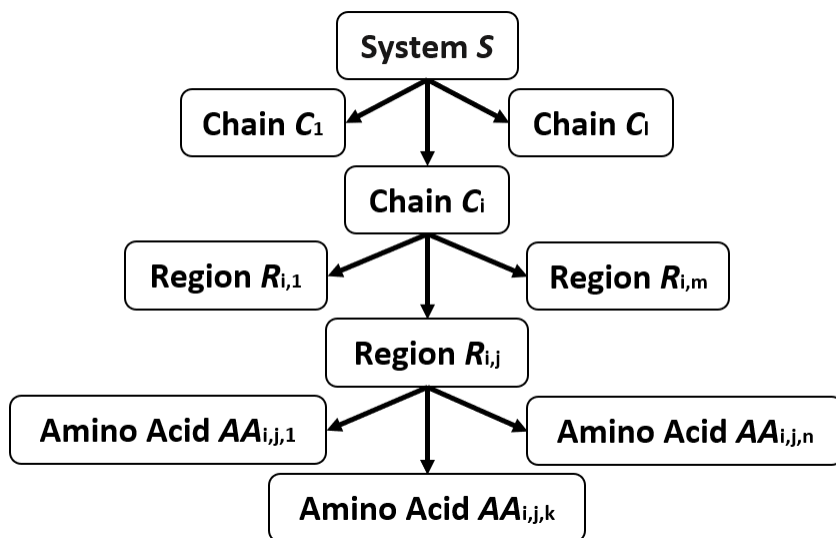 System S
Chain C₁
Chain Cₗ
Chain Cᵢ
Region Rᵢ,₁
Region Rᵢ,ₘ
Region Rᵢ,ⱼ
Amino Acid AAᵢ,ⱼ,₁
Amino Acid AAᵢ,ⱼ,ₙ
Amino Acid AAᵢ,ⱼ,ₖ